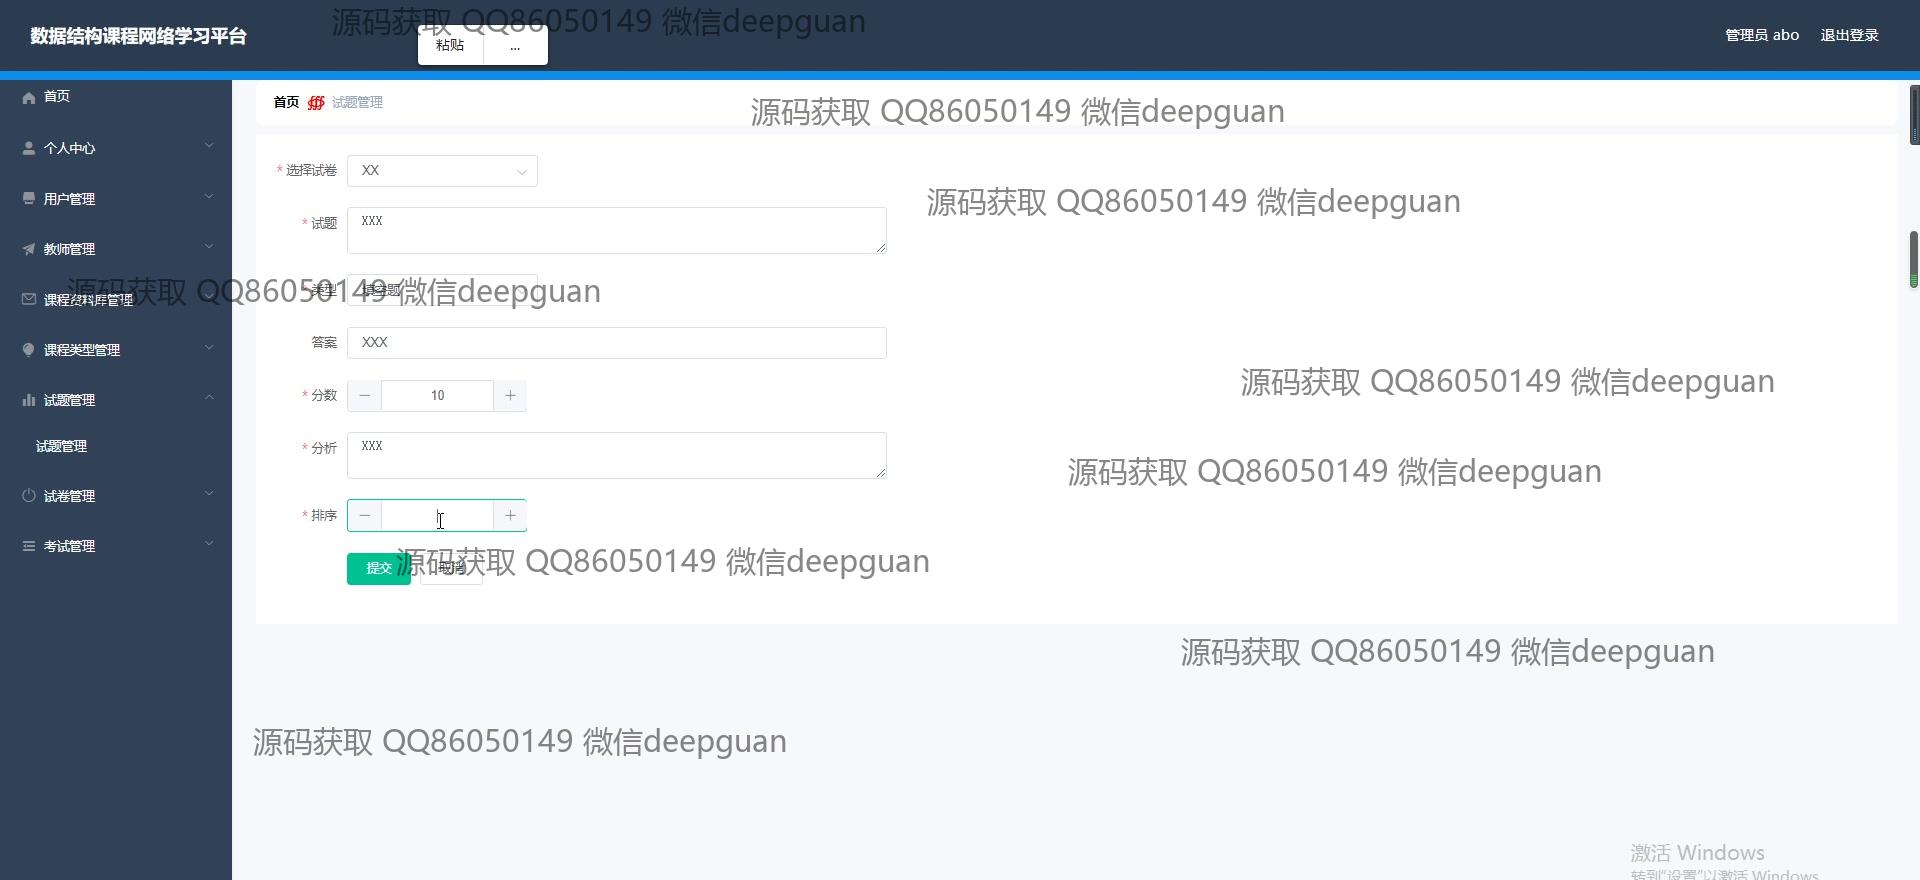 源码获取 QQ86050149 微信deepguan
数据结构课程网络学习平台
粘贴
...
管理员 abo
退出登录
首页
首页
试题管理
源码获取 QQ86050149 微信deepguan
个人中心
* 选择试卷
XX
用户管理
源码获取 QQ86050149 微信deepguan
* 试题
XXX
教师管理
源码获取 QQ86050149 微信deepguan
课程资料库管理
* 类型
填空题
课程类型管理
答案
XXX
源码获取 QQ86050149 微信deepguan
试题管理
* 分数
10
试题管理
* 分析
XXX
源码获取 QQ86050149 微信deepguan
试卷管理
* 排序
考试管理
源码获取 QQ86050149 微信deepguan
提交
取消
源码获取 QQ86050149 微信deepguan
源码获取 QQ86050149 微信deepguan
激活 Windows
转到"设置"以激活 Windows